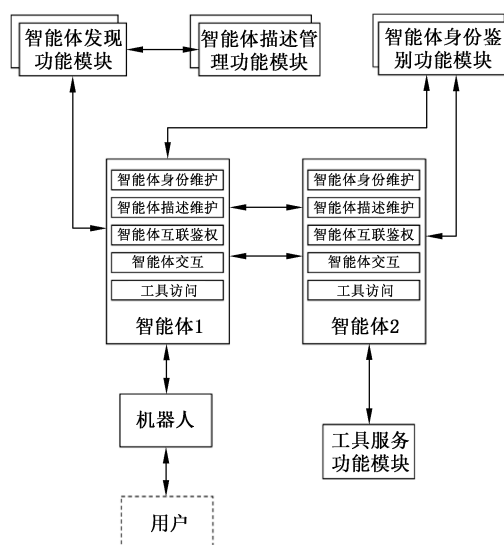 智能体发现
功能模块
智能体描述管
理功能模块
智能体身份鉴
别功能模块
智能体身份维护
智能体描述维护
智能体互联鉴权
智能体交互
工具访问
智能体1
智能体身份维护
智能体描述维护
智能体互联鉴权
智能体交互
工具访问
智能体2
机器人
工具服务
功能模块
用户